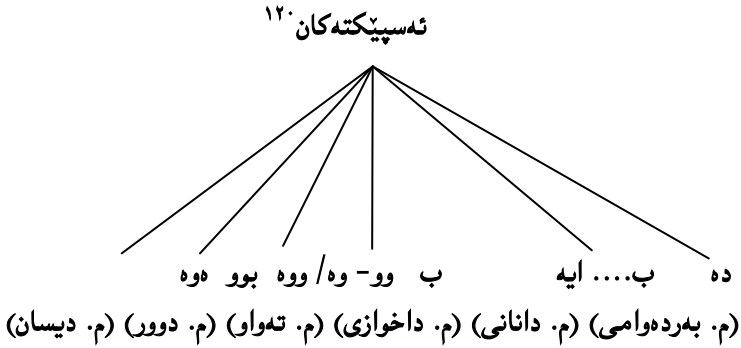 ئەسپێکتەکان١٢٠
دە ب.... ایە ب وو- وە/ ووە بوو ەوە
(م. بەردەوامی) (م. دانانی) (م. داخوازی) (م. تەواو) (م. دوور) (م. دیسان)